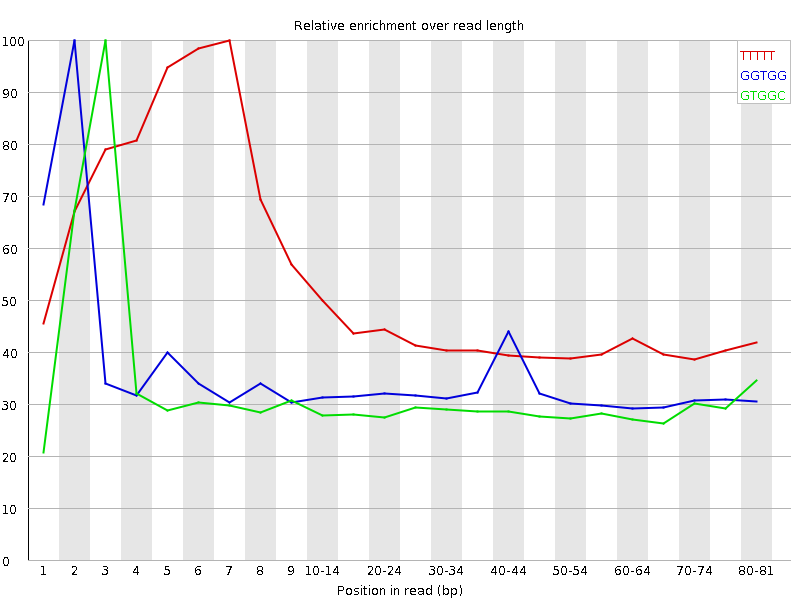 Relative enrichment over read length
TTTTT
GGTGG
GTGGC
100
90
80
70
60
50
40
30
20
10
0
1 2 3 4 5 6 7 8 9 10-14 20-24 30-34 40-44 50-54 60-64 70-74 80-81
Position in read (bp)